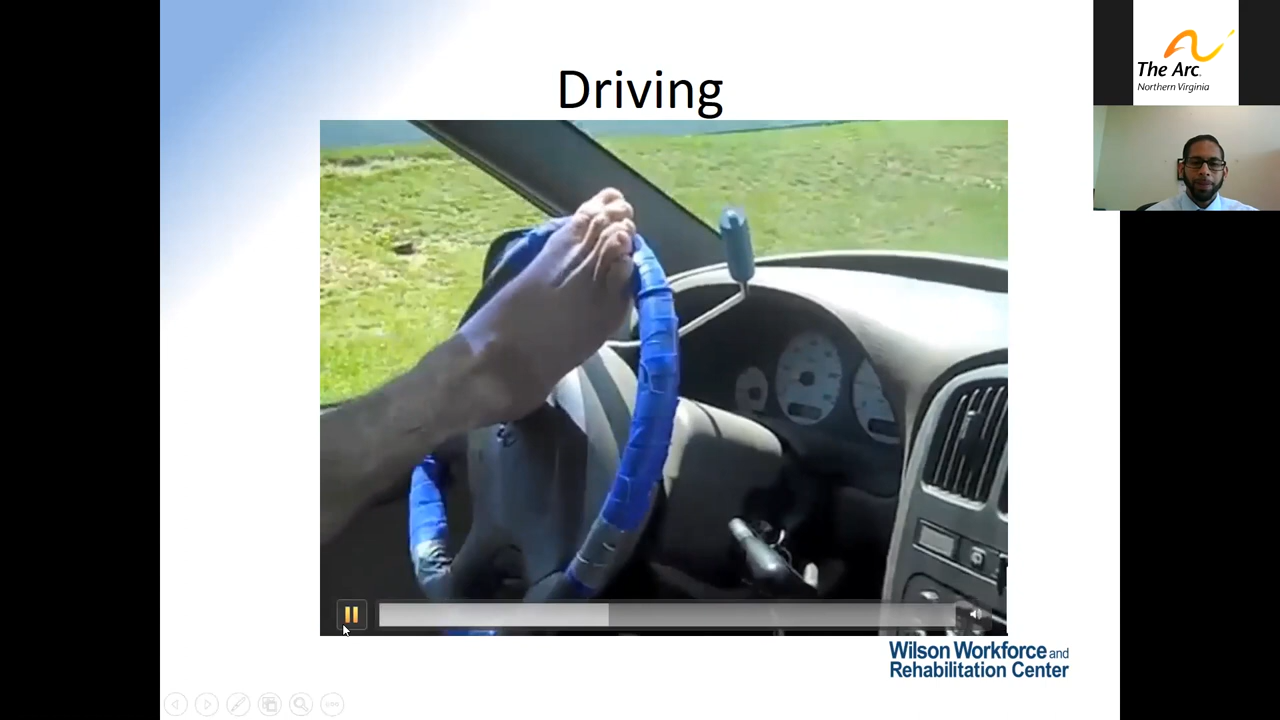 Driving
The Arc
Northern Virginia
Wilson Workforce and
Rehabilitation Center